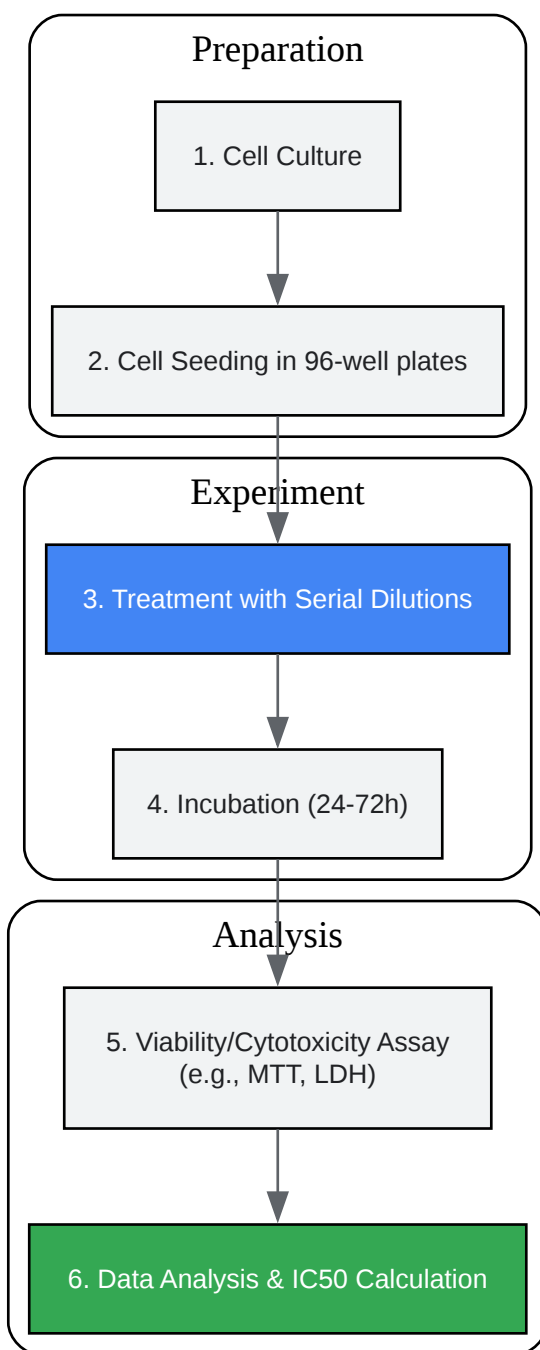 Preparation
1. Cell Culture
2. Cell Seeding in 96-well plates
Experiment
3. Treatment with Serial Dilutions
4. Incubation (24-72h)
Analysis
5. Viability/Cytotoxicity Assay
(e.g., MTT, LDH)
6. Data Analysis & IC50 Calculation